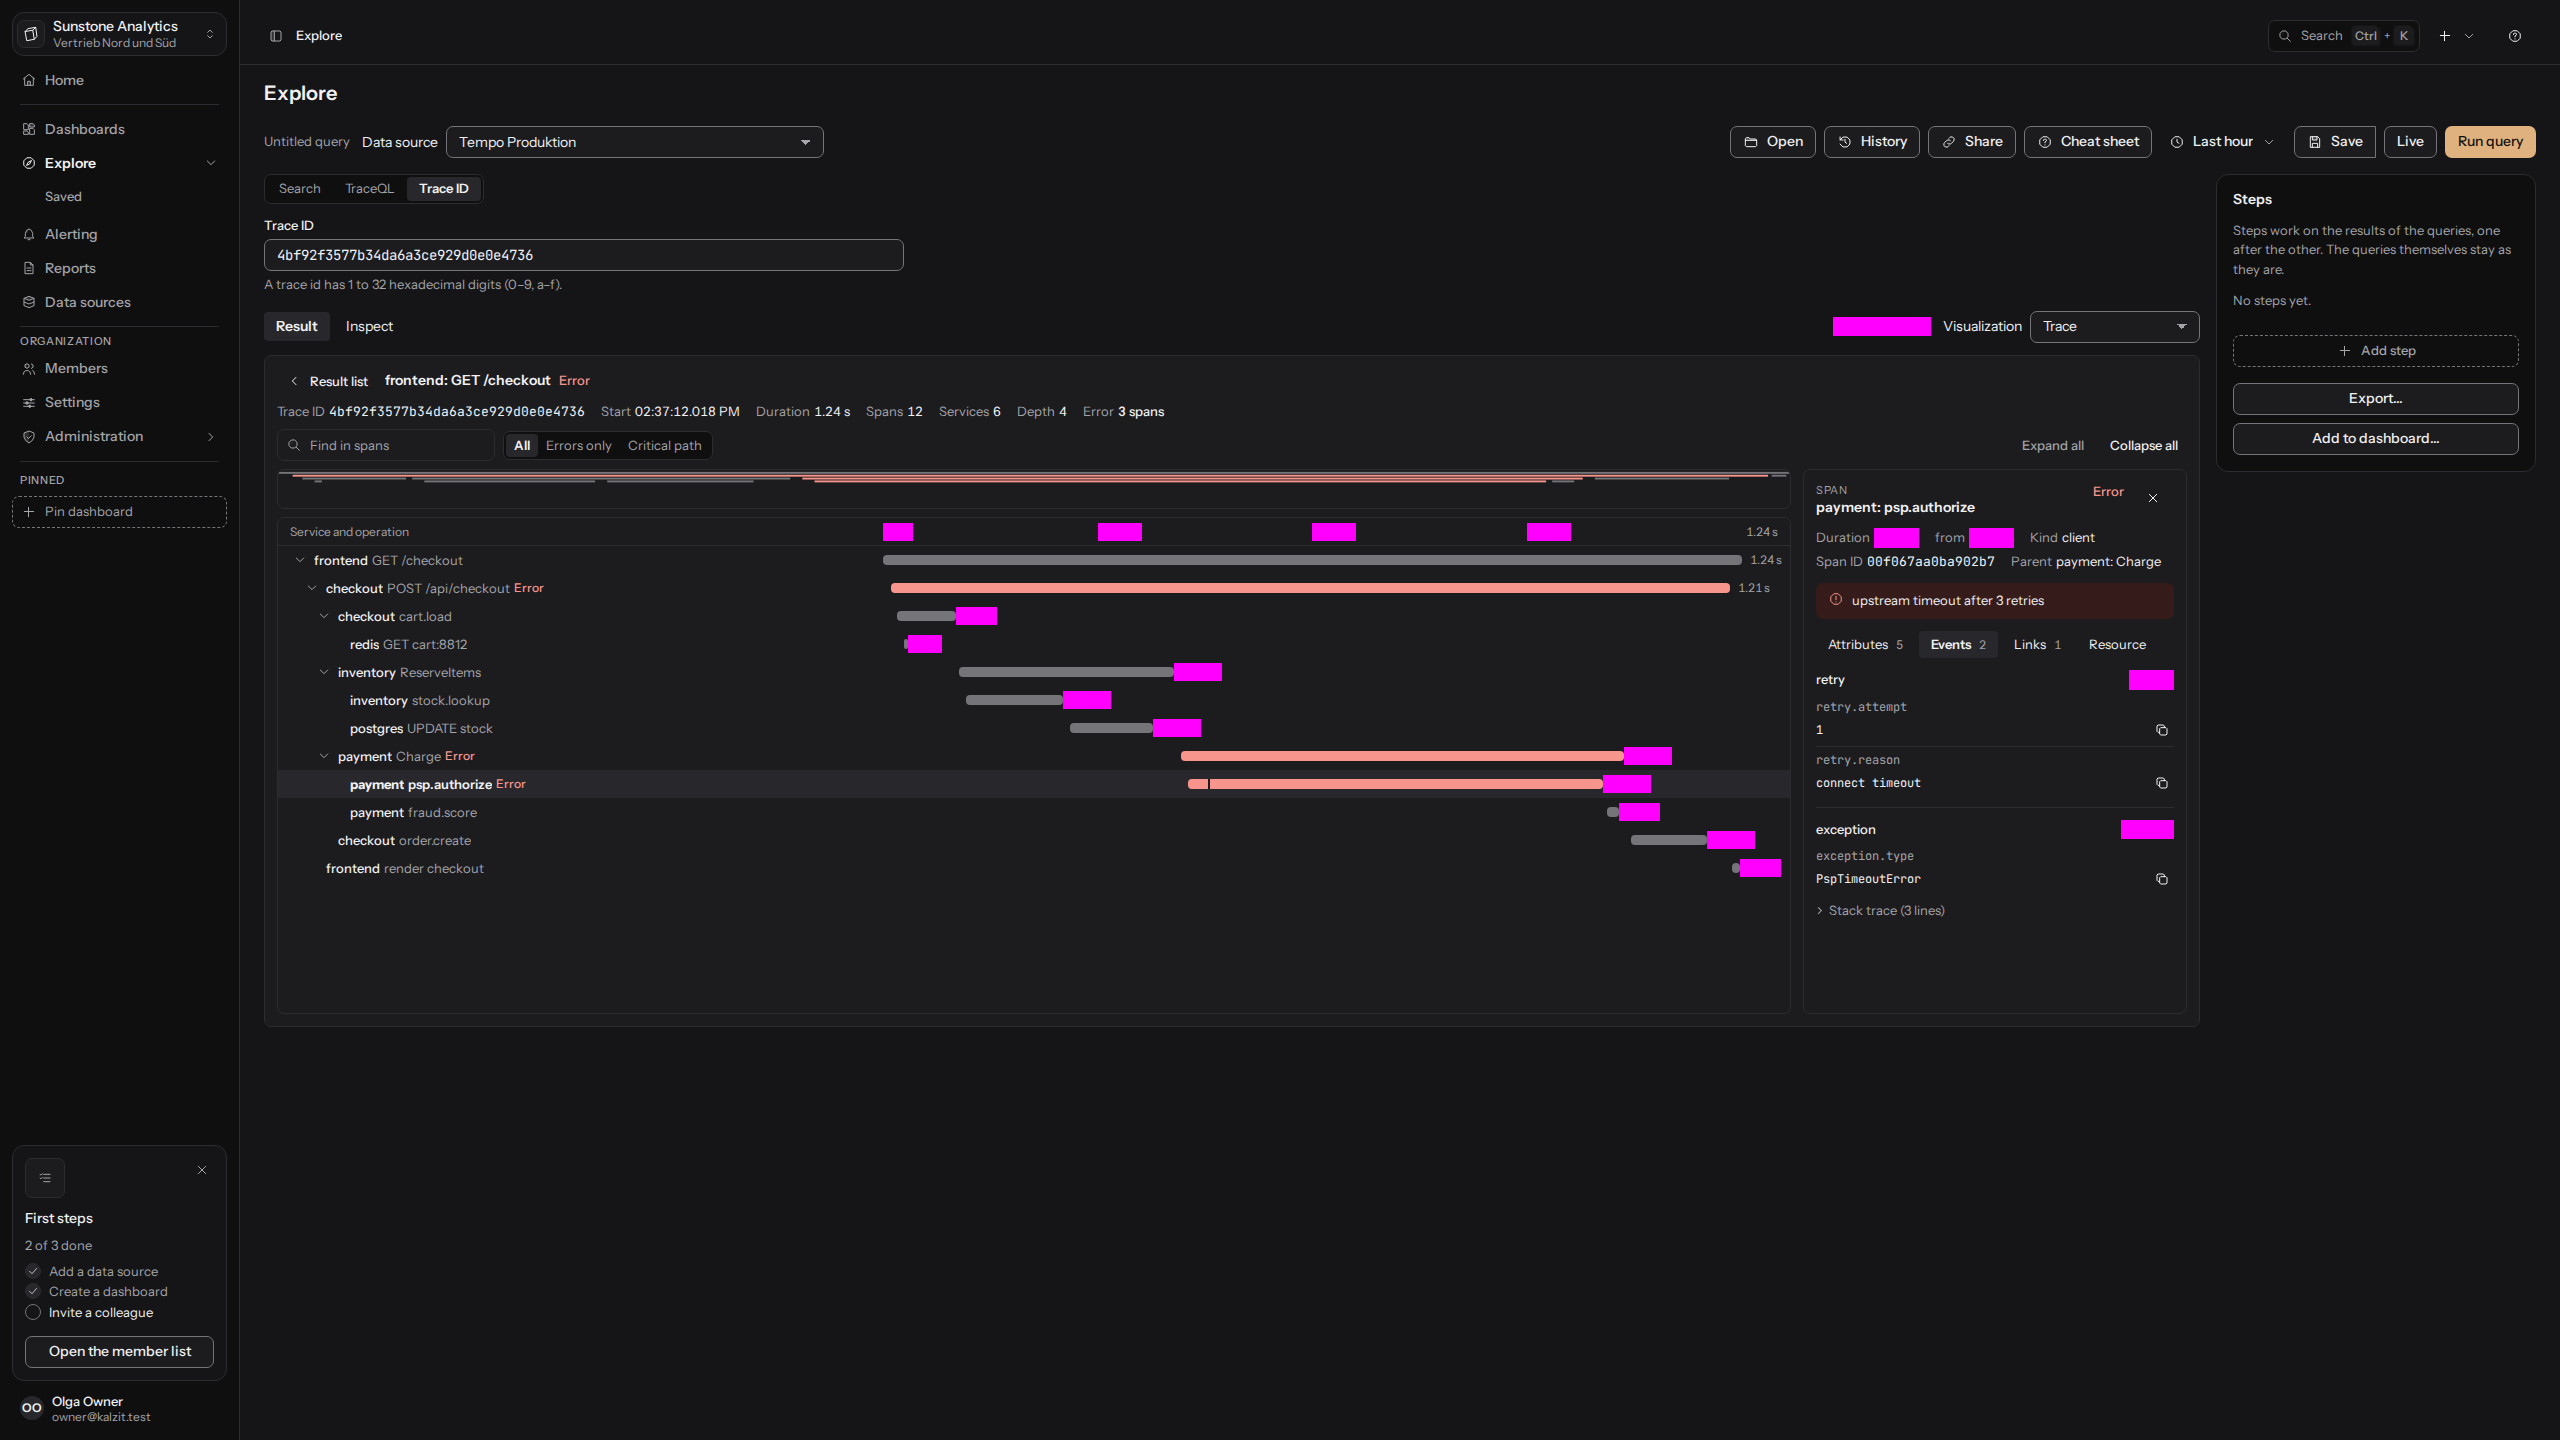 Sunstone Analytics
Vertrieb Nord und Süd
Home
Dashboards
Explore
Saved
Alerting
Reports
Data sources
ORGANIZATION
Members
Settings
Administration
PINNED
Pin dashboard
First steps
2 of 3 done
Add a data source
Create a dashboard
Invite a colleague
Open the member list
OO
Olga Owner
owner@kalzit.test
Explore
Search Ctrl + K
Explore
Untitled query Data source Tempo Produktion
Open History Share Cheat sheet Last hour Save Live Run query
Search TraceQL Trace ID
Trace ID
4bf92f3577b34da6a3ce929d0e0e4736
A trace id has 1 to 32 hexadecimal digits (0–9, a–f).
Result Inspect Visualization Trace
Result list frontend: GET /checkout Error
Trace ID 4bf92f3577b34da6a3ce929d0e0e4736 Start 02:37:12.018 PM Duration 1.24 s Spans 12 Services 6 Depth 4 Error 3 spans
Find in spans All Errors only Critical path Expand all Collapse all
Service and operation 1.24 s
frontend GET /checkout 1.24 s
checkout POST /api/checkout Error 1.21 s
checkout cart.load
redis GET cart:8812
inventory ReserveItems
inventory stock.lookup
postgres UPDATE stock
payment Charge Error
payment psp.authorize Error
payment fraud.score
checkout order.create
frontend render checkout
SPAN Error
payment: psp.authorize
Duration from Kind client
Span ID 00f067aa0ba902b7 Parent payment: Charge
upstream timeout after 3 retries
Attributes 5 Events 2 Links 1 Resource
retry
retry.attempt
1
retry.reason
connect timeout
exception
exception.type
PspTimeoutError
Stack trace (3 lines)
Steps
Steps work on the results of the queries, one
after the other. The queries themselves stay as
they are.
No steps yet.
Add step
Export…
Add to dashboard…